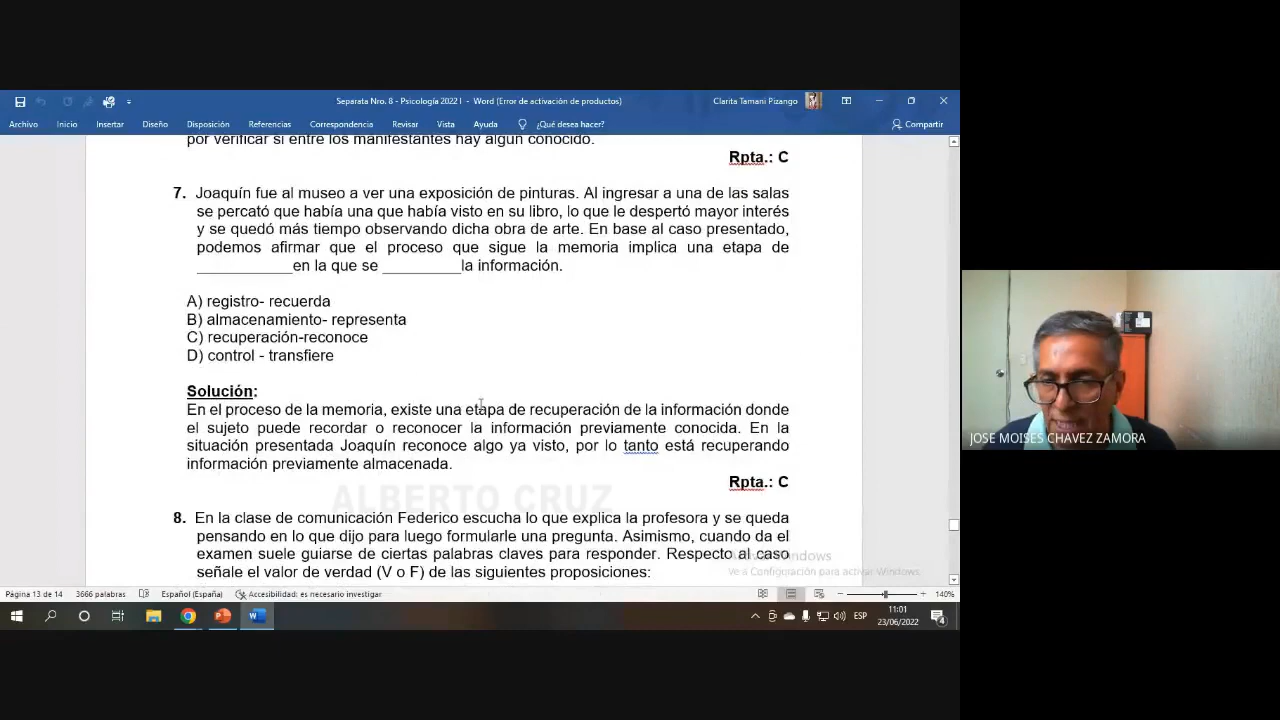 Separata Nro. 8 - Psicología 2022 I - Word (Error de activación de productos)
Clarita Tamani Pizango
Archivo Inicio Insertar Diseño Disposición Referencias Correspondencia Revisar Vista Ayuda ¿Qué desea hacer? Compartir
por verificar si entre los manifestantes hay algún conocido.
Rpta.: C
7. Joaquín fue al museo a ver una exposición de pinturas. Al ingresar a una de las salas
se percató que había una que había visto en su libro, lo que le despertó mayor interés
y se quedó más tiempo observando dicha obra de arte. En base al caso presentado,
podemos afirmar que el proceso que sigue la memoria implica una etapa de
___________en la que se _________la información.
A) registro- recuerda
B) almacenamiento- representa
C) recuperación-reconoce
D) control - transfiere
Solución:
En el proceso de la memoria, existe una etapa de recuperación de la información donde
el sujeto puede recordar o reconocer la información previamente conocida. En la
situación presentada Joaquín reconoce algo ya visto, por lo tanto está recuperando
información previamente almacenada.
Rpta.: C
ALBERTO CRUZ
8. En la clase de comunicación Federico escucha lo que explica la profesora y se queda
pensando en lo que dijo para luego formularle una pregunta. Asimismo, cuando da el
examen suele guiarse de ciertas palabras claves para responder. Respecto al caso
señale el valor de verdad (V o F) de las siguientes proposiciones:
Activar Windows
Ve a Configuración para activar Windows.
Página 13 de 14 3666 palabras Español (España) Accesibilidad: es necesario investigar 140%
ESP
11:01
23/06/2022
4
JOSE MOISES CHAVEZ ZAMORA